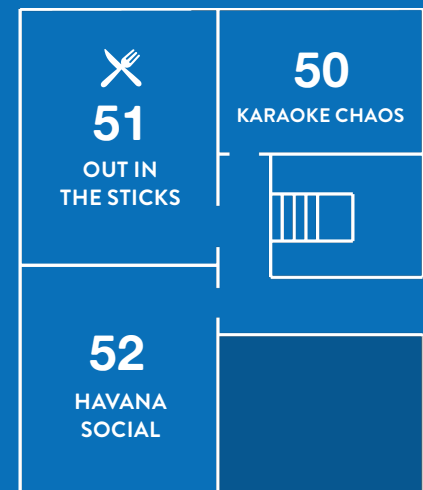 51
OUT IN
THE STICKS
50
KARAOKE CHAOS
52
HAVANA
SOCIAL